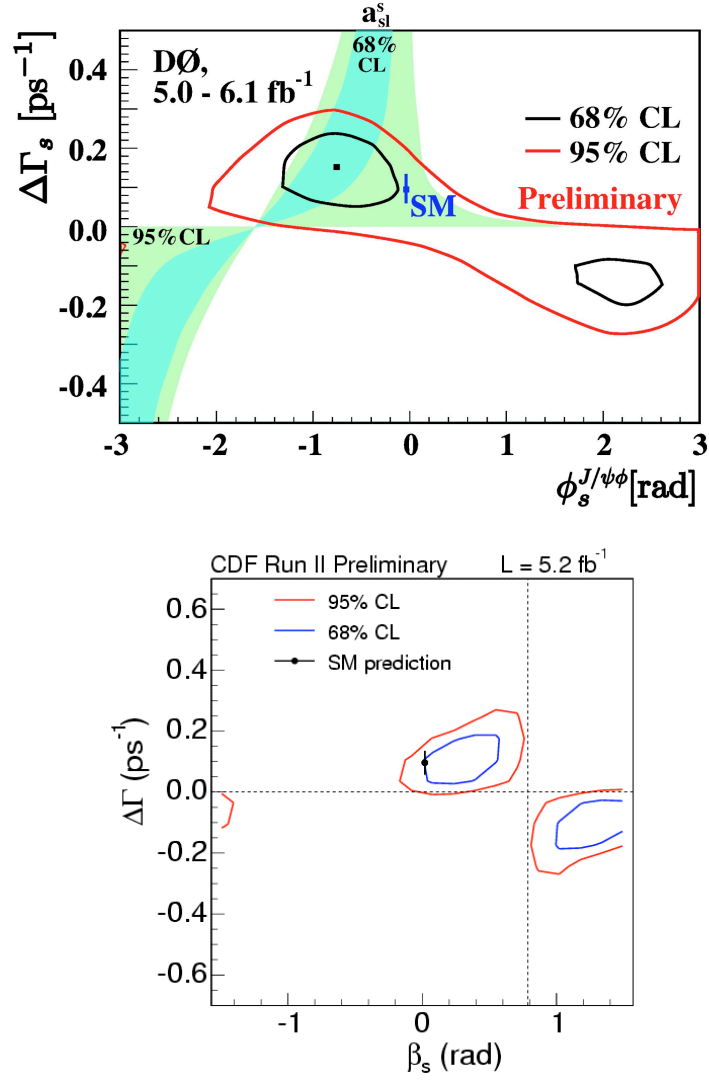 a^s_sl
68%
CL
DØ,
5.0 - 6.1 fb⁻¹
68% CL
95% CL
Preliminary
SM
95%CL
ΔΓ_s [ps⁻¹]
0.4
0.2
0.0
-0.2
-0.4
-3 -2 -1 0 1 2 3
ϕ_s^{J/ψϕ} [rad]
CDF Run II Preliminary L = 5.2 fb⁻¹
95% CL
68% CL
SM prediction
ΔΓ (ps⁻¹)
0.6
0.4
0.2
0.0
-0.2
-0.4
-0.6
-1 0 1
β_s (rad)